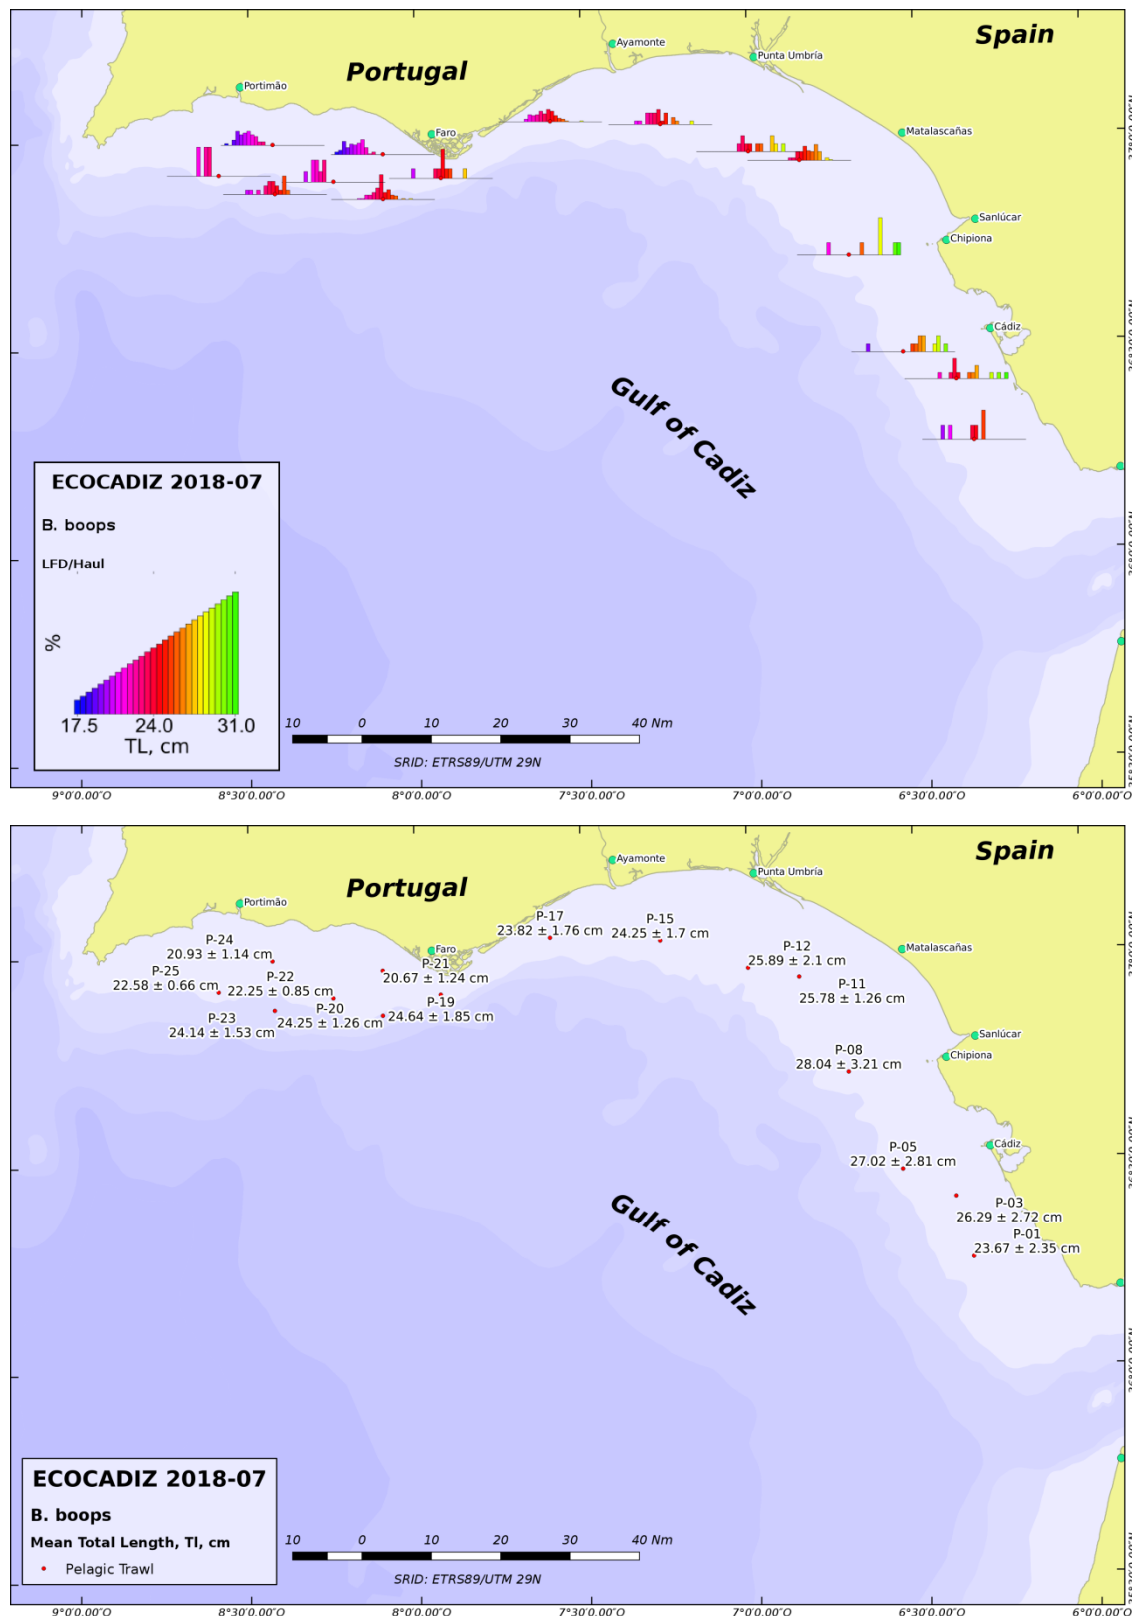 Spain
Portugal
Ayamonte
Punta Umbría
Portimão
Faro
Matalascañas
Sanlúcar
Chipiona
Cádiz
Gulf of Cadiz
ECOCADIZ 2018-07
B. boops
LFD/Haul
%
17.5 24.0 31.0
TL, cm
10 0 10 20 30 40 Nm
SRID: ETRS89/UTM 29N
9°0'0.00"O 8°30'0.00"O 8°0'0.00"O 7°30'0.00"O 7°0'0.00"O 6°30'0.00"O 6°0'0.00"O
Spain
Portugal
Ayamonte
Punta Umbría
Portimão
Faro
Matalascañas
Sanlúcar
Chipiona
Cádiz
P-17
23.82 ± 1.76 cm
P-15
24.25 ± 1.7 cm
P-24
20.93 ± 1.14 cm
P-12
25.89 ± 2.1 cm
P-21
20.67 ± 1.24 cm
P-25
22.58 ± 0.66 cm
P-22
22.25 ± 0.85 cm
P-11
25.78 ± 1.26 cm
P-19
24.64 ± 1.85 cm
P-20
24.25 ± 1.26 cm
P-23
24.14 ± 1.53 cm
P-08
28.04 ± 3.21 cm
P-05
27.02 ± 2.81 cm
P-03
26.29 ± 2.72 cm
P-01
23.67 ± 2.35 cm
Gulf of Cadiz
ECOCADIZ 2018-07
B. boops
Mean Total Length, Tl, cm
Pelagic Trawl
10 0 10 20 30 40 Nm
SRID: ETRS89/UTM 29N
9°0'0.00"O 8°30'0.00"O 8°0'0.00"O 7°30'0.00"O 7°0'0.00"O 6°30'0.00"O 6°0'0.00"O